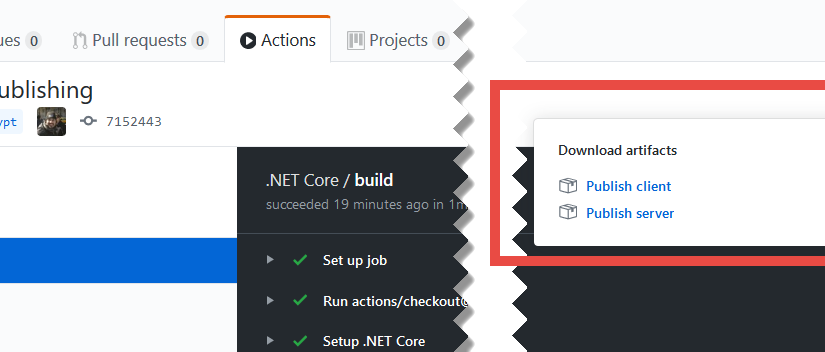 ues 0 Pull requests 0 Actions Projects 0
ublishing
ypt 7152443
.NET Core / build
succeeded 19 minutes ago in 1m
Set up job
Run actions/checkout@
Setup .NET Core
Download artifacts
Publish client
Publish server